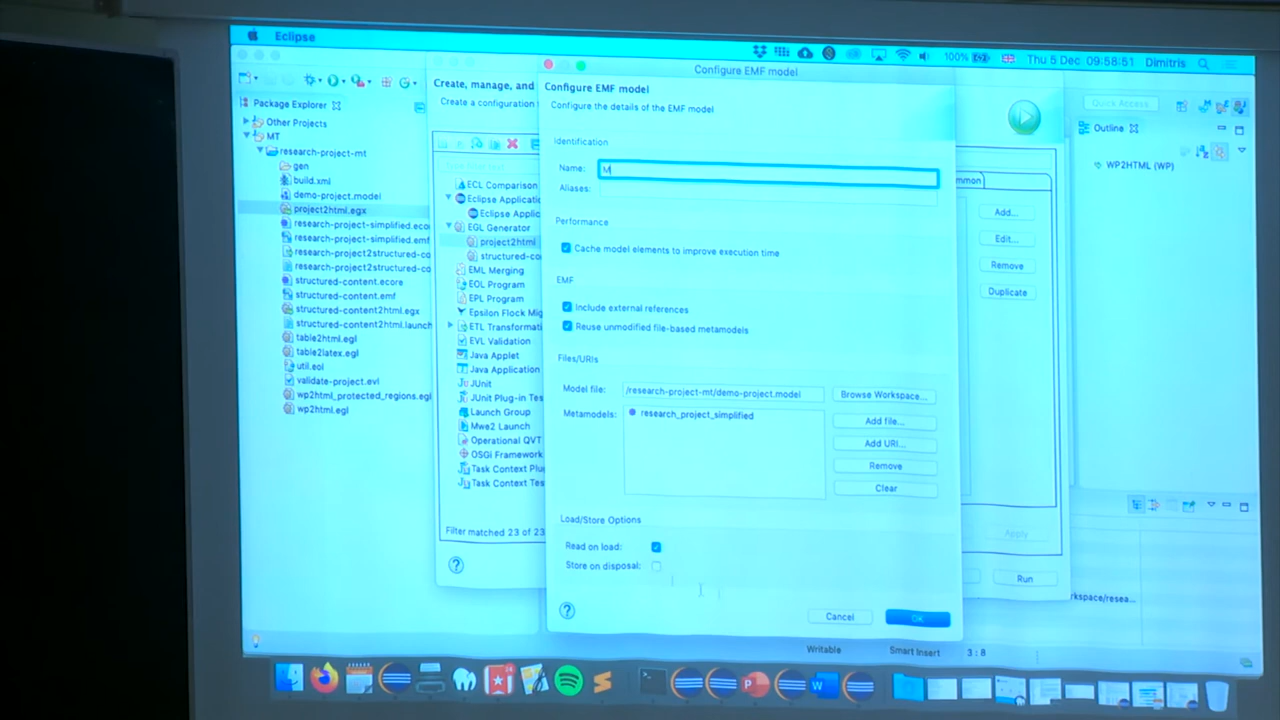 Eclipse
100%
Thu 5 Dec 09:58:51 Dimitris
Configure EMF model
Create, manage, and
Create a configuration
Configure EMF model
Configure the details of the EMF model
Quick Access
Package Explorer
Other Projects
MT
research-project-mt
gen
build.xml
demo-project.model
project2html.egx
research-project-simplified.eco
research-project-simplified.emf
research-project2structured-co
research-project2structured-co
structured-content.ecore
structured-content.emf
structured-content2html.egx
structured-content2html.launch
table2html.egl
table2latex.egl
util.eol
validate-project.evl
wp2html_protected_regions.egl
wp2html.egl
ECL Comparison
Eclipse Applicatio
Eclipse Applic
EGL Generator
project2html
structured-co
EML Merging
EOL Program
EPL Program
Epsilon Flock Mig
ETL Transformati
EVL Validation
Java Applet
Java Application
JUnit
JUnit Plug-in Tes
Launch Group
Mwe2 Launch
Operational QVT
OSGi Framework
Task Context Plu
Task Context Tes
Filter matched 23 of 23
Identification
Name: M
Aliases:
Performance
Cache model elements to improve execution time
EMF
Include external references
Reuse unmodified file-based metamodels
Files/URIs
Model file: /research-project-mt/demo-project.model Browse Workspace...
Metamodels: research_project_simplified
Add file...
Add URI...
Remove
Clear
Load/Store Options
Read on load:
Store on disposal:
Cancel
OK
mmon
Add...
Edit...
Remove
Duplicate
Apply
Run
Outline
WP2HTML (WP)
kspace/resea...
Writable Smart Insert 3 : 8